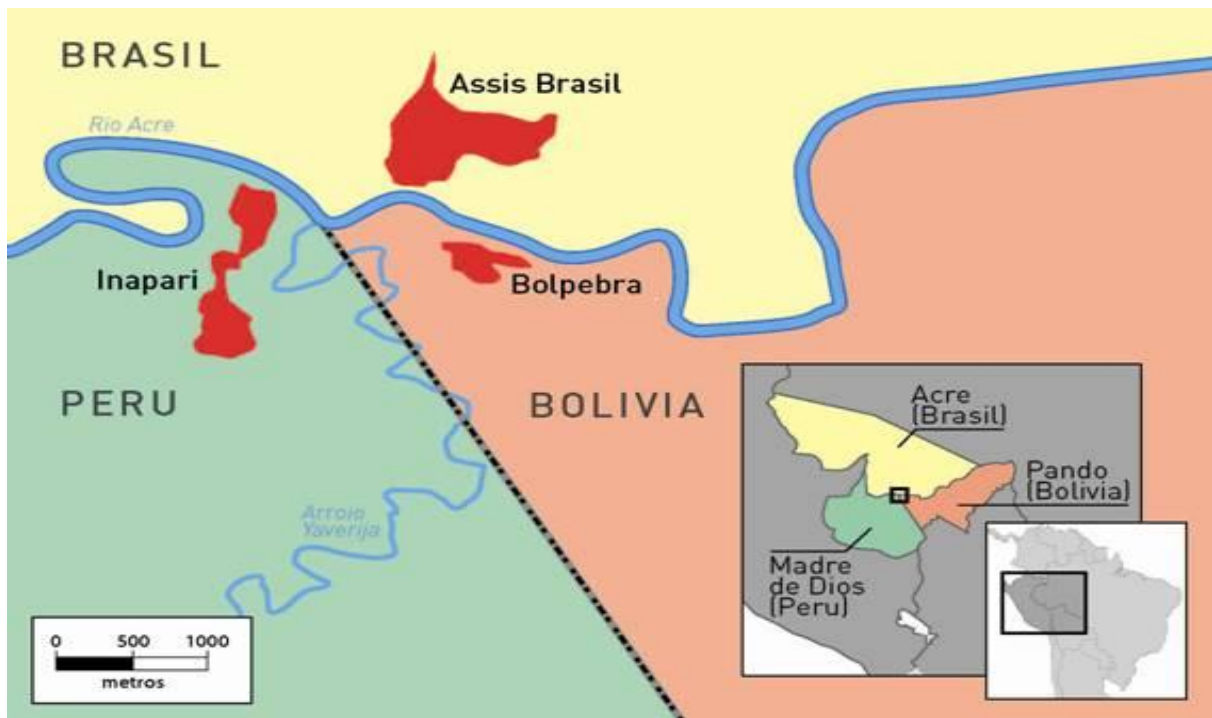 BRASIL
Assis Brasil
Rio Acre
Inapari
Bolpebra
PERU
BOLIVIA
Arroio
Yaverija
0 500 1000
metros
Acre
(Brasil)
Pando
(Bolivia)
Madre
de Dios
(Peru)